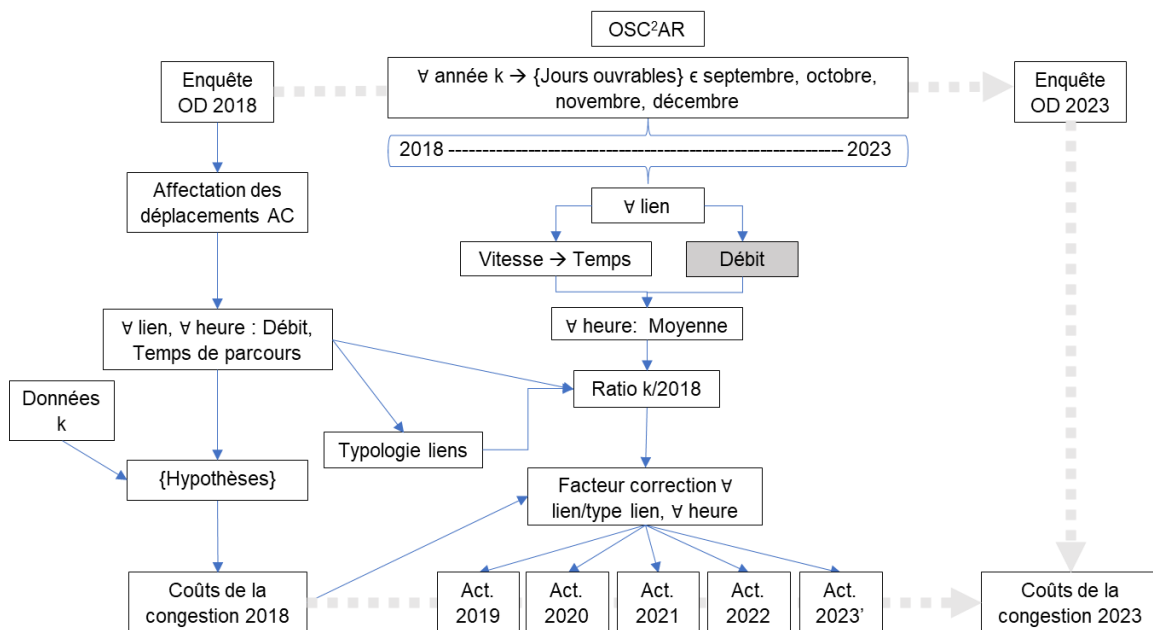 OSC²AR
Enquête
OD 2018
∀ année k → {Jours ouvrables} ϵ septembre, octobre,
novembre, décembre
Enquête
OD 2023
2018 ---------------------------------------------------------- 2023
Affectation des
déplacements AC
∀ lien
Vitesse → Temps
Débit
∀ lien, ∀ heure : Débit,
Temps de parcours
∀ heure: Moyenne
Ratio k/2018
Données
k
Typologie liens
{Hypothèses}
Facteur correction ∀
lien/type lien, ∀ heure
Coûts de la
congestion 2018
Act.
2019
Act.
2020
Act.
2021
Act.
2022
Act.
2023’
Coûts de la
congestion 2023